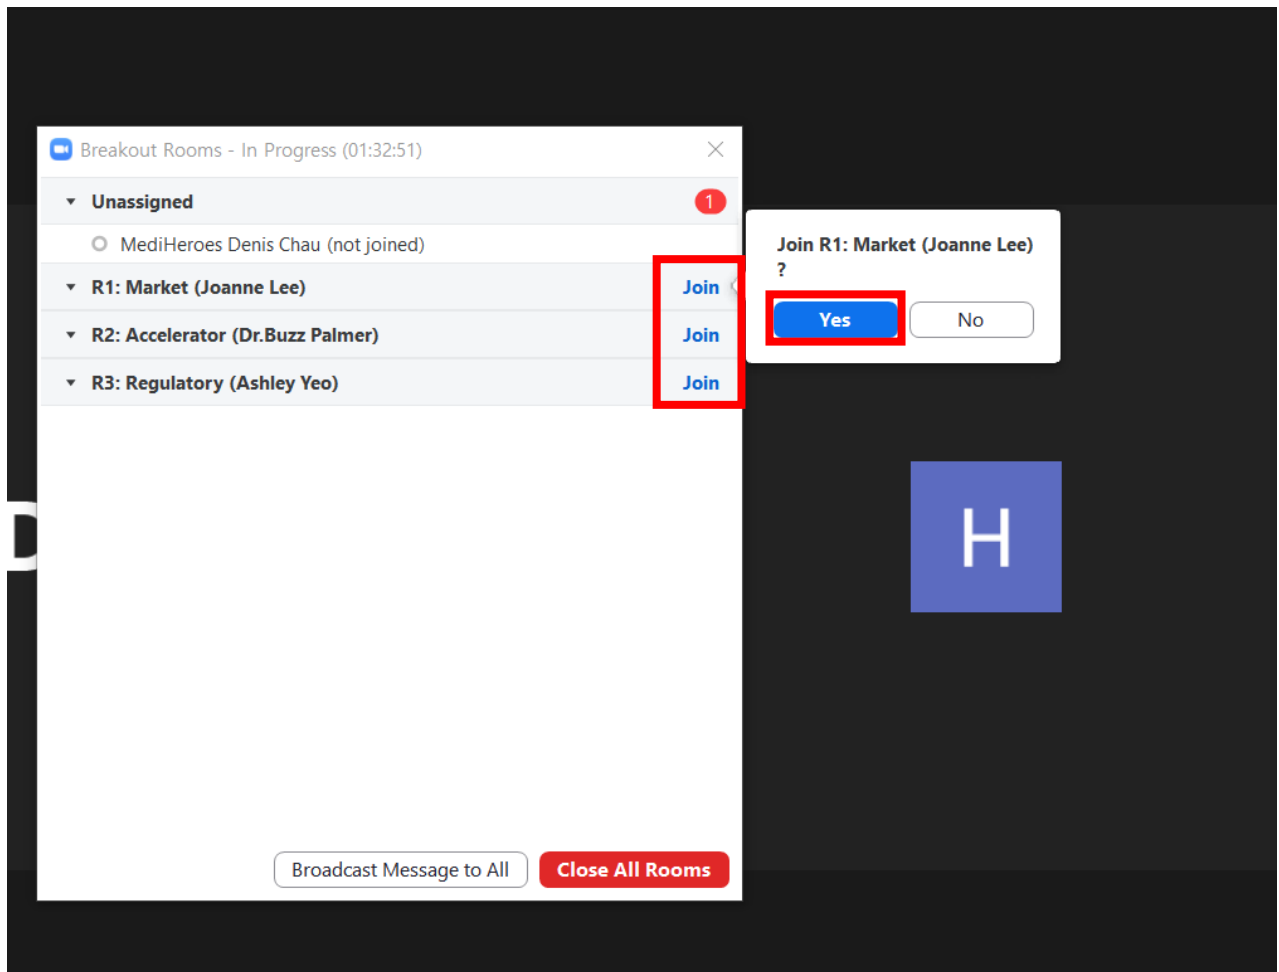 Breakout Rooms - In Progress (01:32:51)
Unassigned
1
MediHeroes Denis Chau (not joined)
R1: Market (Joanne Lee)
Join
R2: Accelerator (Dr.Buzz Palmer)
Join
R3: Regulatory (Ashley Yeo)
Join
Join R1: Market (Joanne Lee)
?
Yes
No
D
H
Broadcast Message to All
Close All Rooms